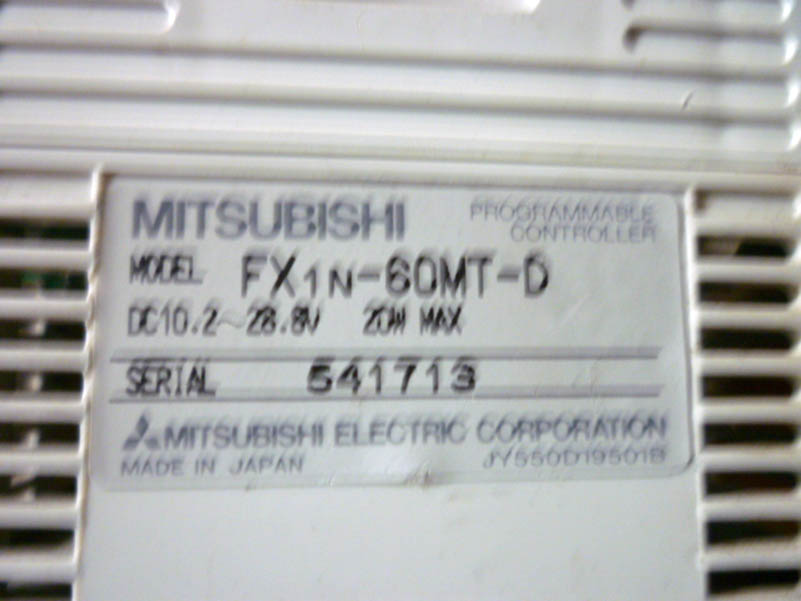 MITSUBISHI
PROGRAMMABLE
CONTROLLER
MODEL FX1N-60MT-D
DC10.2~28.8V 20W MAX
SERIAL 541713
MITSUBISHI ELECTRIC CORPORATION
MADE IN JAPAN JY550D19501B